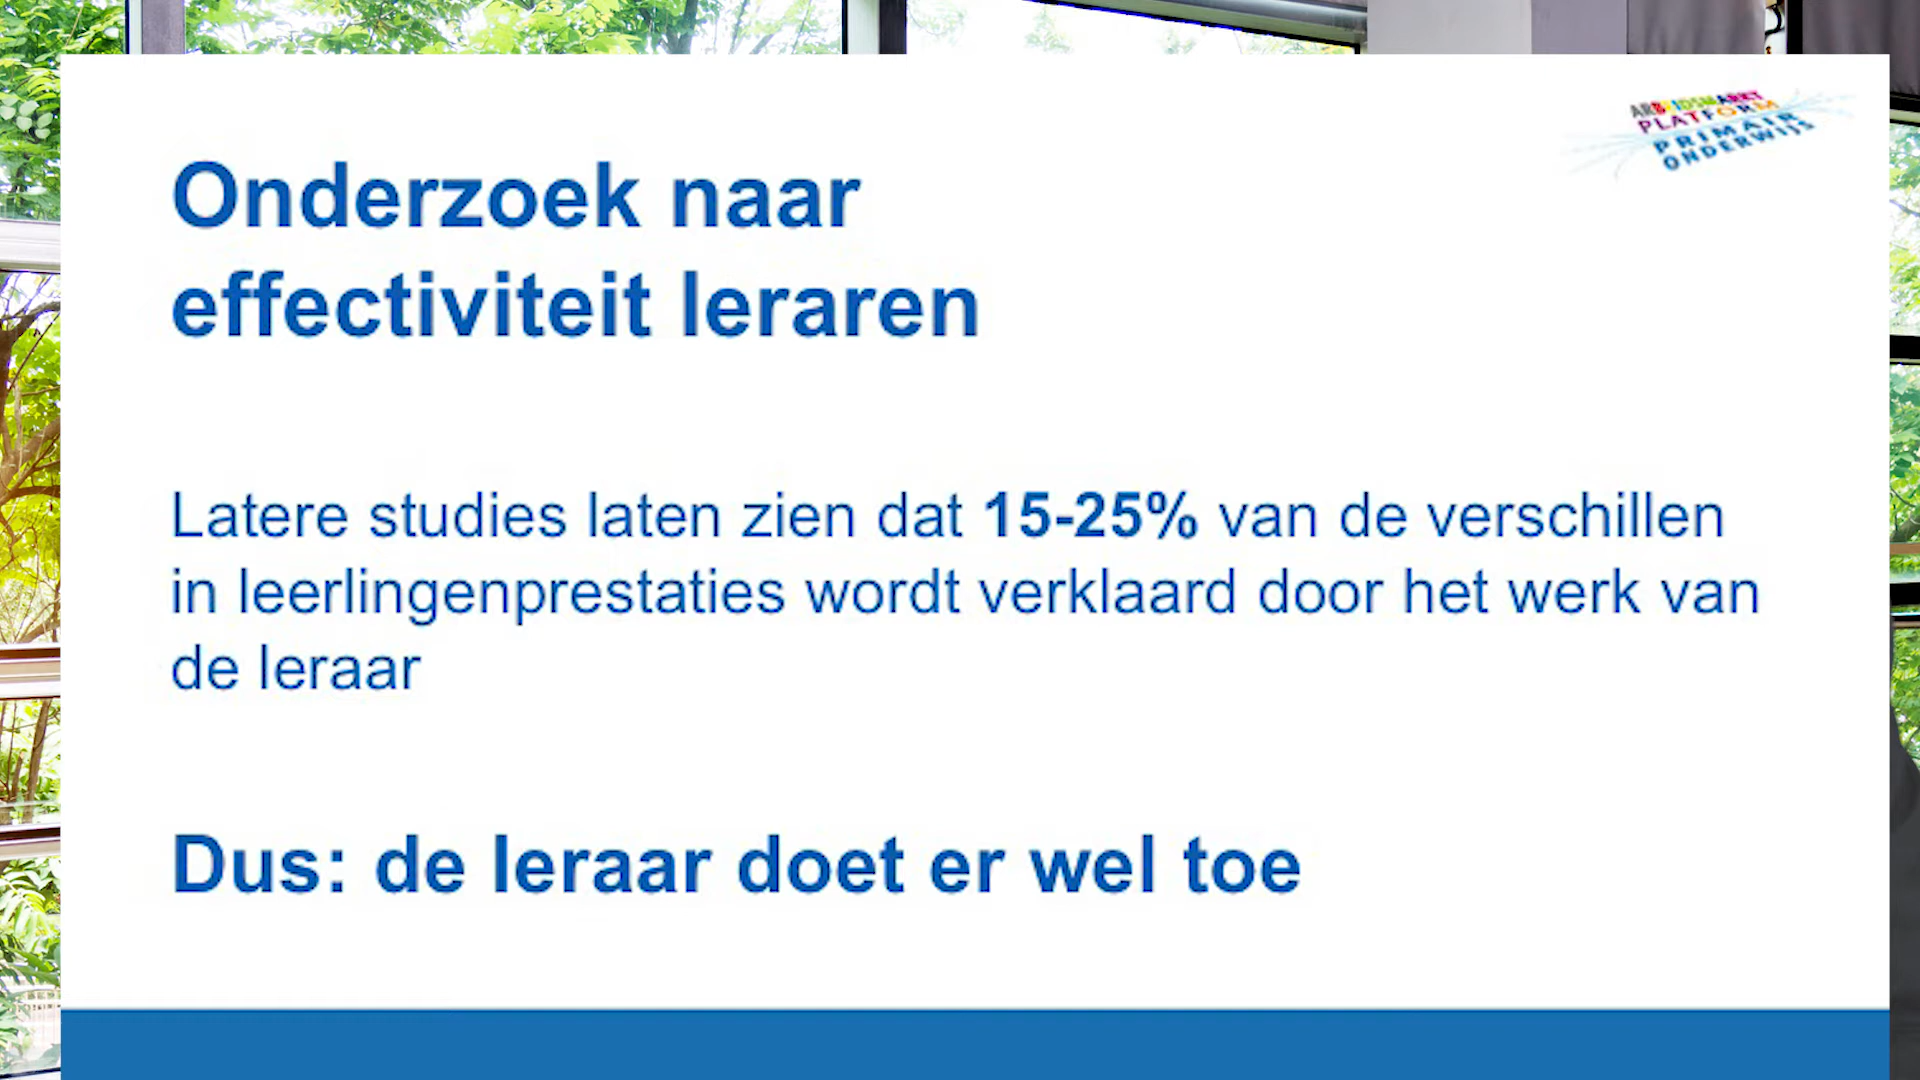 ARBEIDSMARKT
PLATFORM
PRIMAIR
ONDERWIJS
Onderzoek naar
effectiviteit leraren
Latere studies laten zien dat 15-25% van de verschillen
in leerlingenprestaties wordt verklaard door het werk van
de leraar
Dus: de leraar doet er wel toe